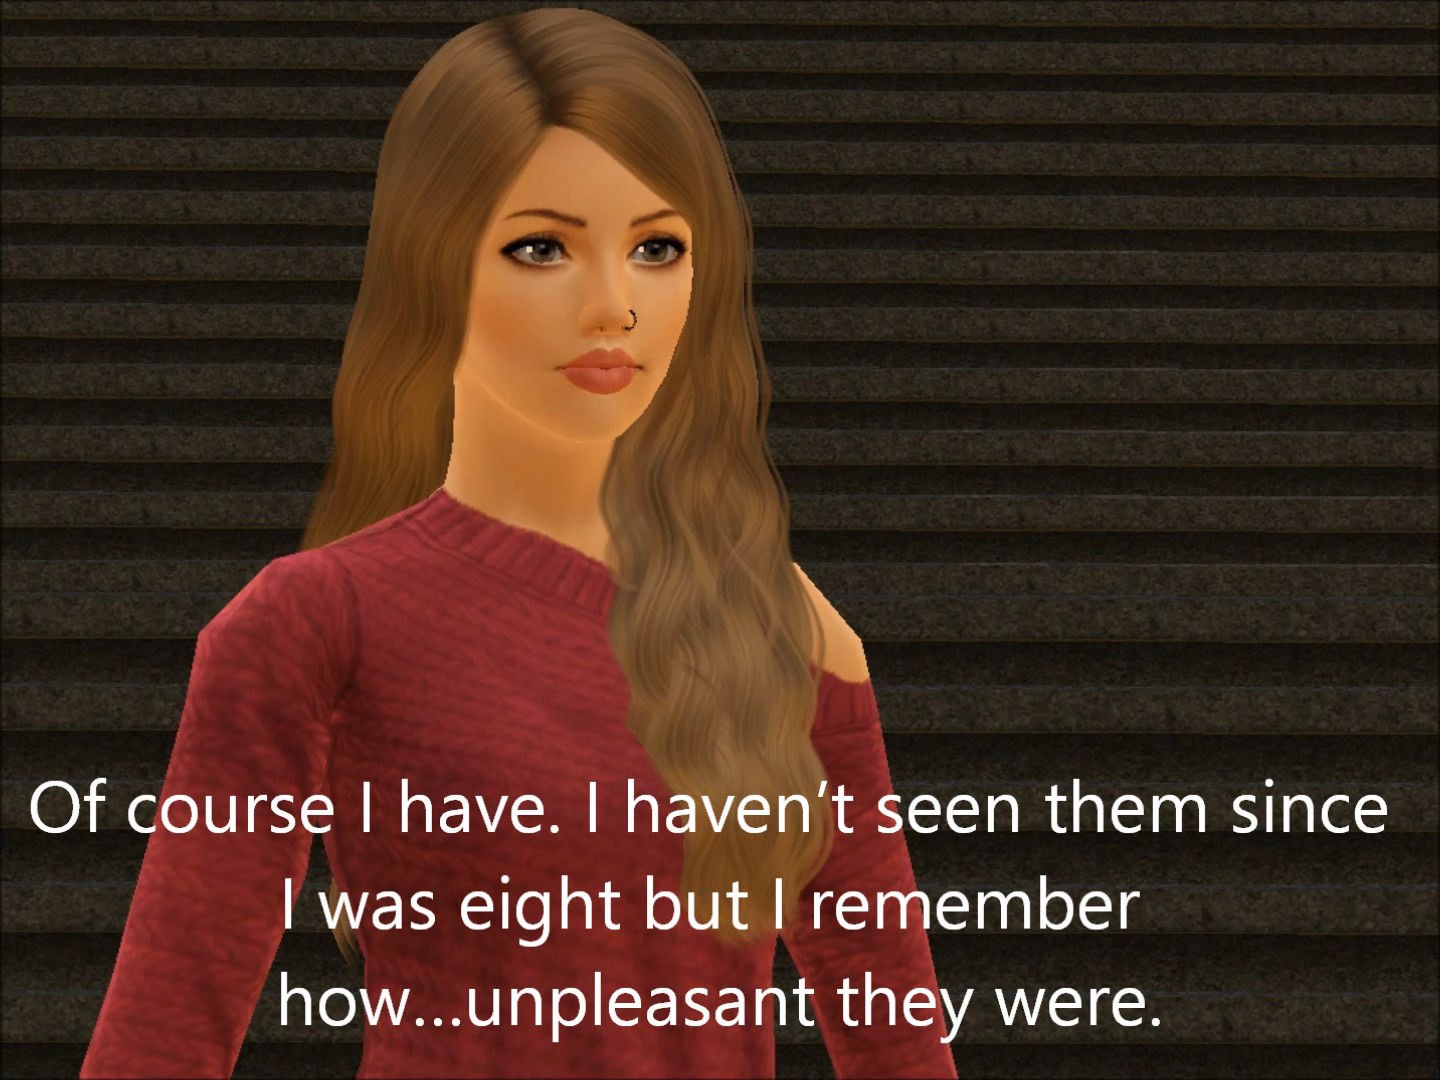 Of course I have. I haven’t seen them since
I was eight but I remember
how...unpleasant they were.